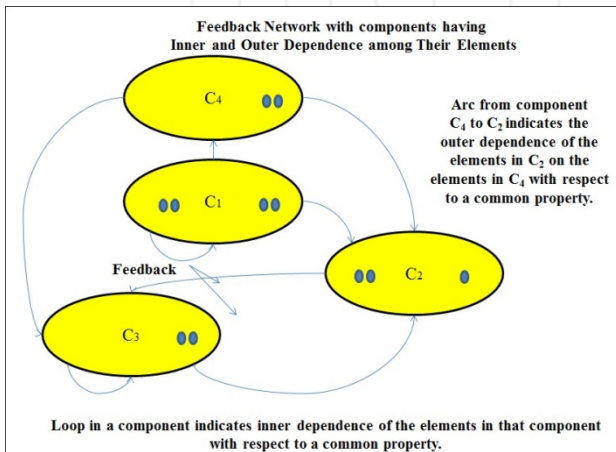 Feedback Network with components having
Inner and Outer Dependence among Their Elements
C4
Arc from component
C4 to C2 indicates the
outer dependence of the
elements in C2 on the
elements in C4 with respect
to a common property.
C1
Feedback
C2
C3
Loop in a component indicates inner dependence of the elements in that component
with respect to a common property.